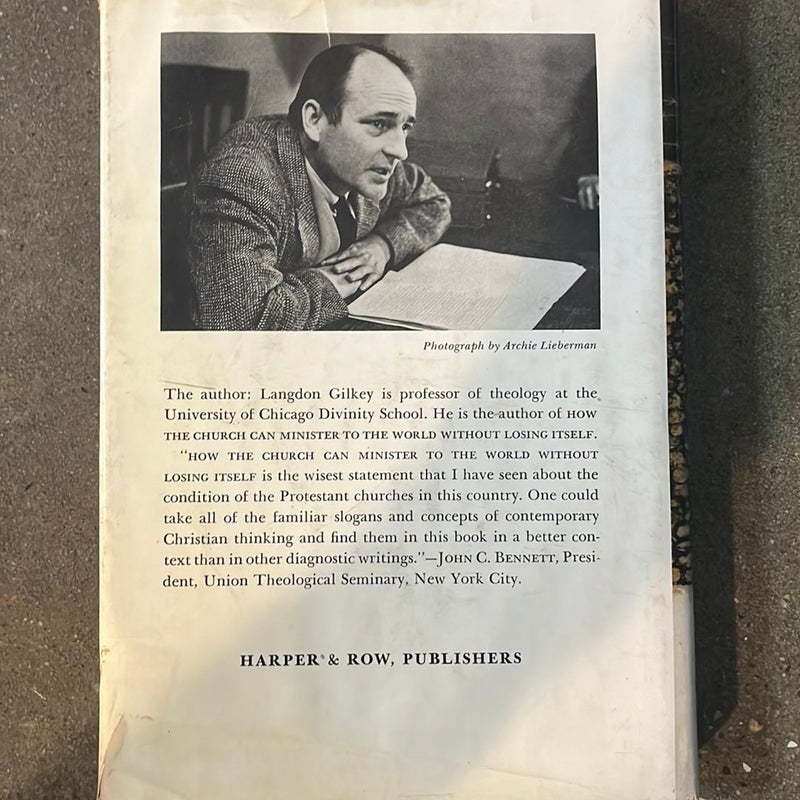 Photograph by Archie Lieberman
The author: Langdon Gilkey is professor of theology at the
University of Chicago Divinity School. He is the author of HOW
THE CHURCH CAN MINISTER TO THE WORLD WITHOUT LOSING ITSELF.
"HOW THE CHURCH CAN MINISTER TO THE WORLD WITHOUT
LOSING ITSELF is the wisest statement that I have seen about the
condition of the Protestant churches in this country. One could
take all of the familiar slogans and concepts of contemporary
Christian thinking and find them in this book in a better con-
text than in other diagnostic writings."—JOHN C. BENNETT, Presi-
dent, Union Theological Seminary, New York City.
HARPER & ROW, PUBLISHERS